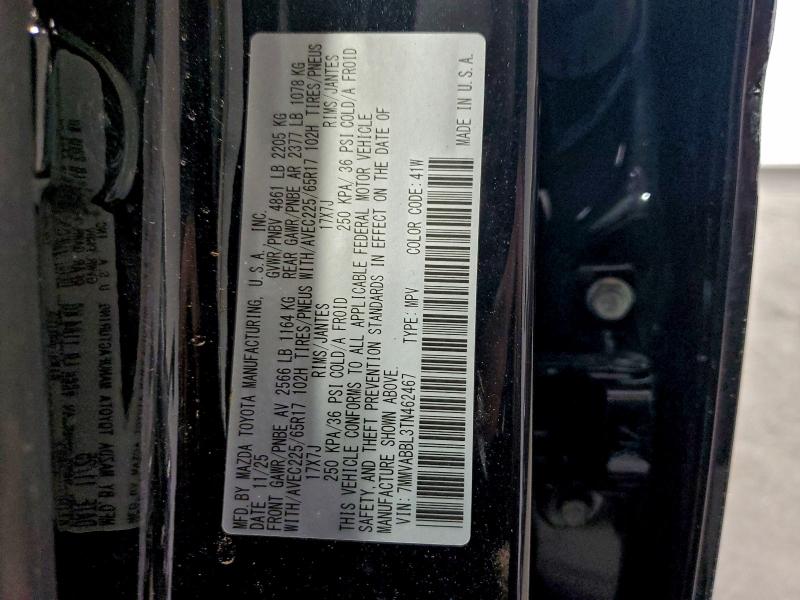 MFD. BY MAZDA TOYOTA MANUFACTURING, U.S.A., INC.
DATE 11/25 GVWR/PNBV 4861 LB 2205 KG
FRONT GAWR/PNBE AV 2566 LB 1164 KG REAR GAWR/PNBE AR 2377 LB 1078 KG
WITH/AVEC225/65R17 102H TIRES/PNEUS WITH/AVEC225/65R17 102H TIRES/PNEUS
17X7J RIMS/JANTES 17X7J RIMS/JANTES
250 KPA/36 PSI COLD/A FROID 250 KPA/36 PSI COLD/A FROID
THIS VEHICLE CONFORMS TO ALL APPLICABLE FEDERAL MOTOR VEHICLE
SAFETY AND THEFT PREVENTION STANDARDS IN EFFECT ON THE DATE OF
MANUFACTURE SHOWN ABOVE.
VIN: 7MMVABBL3TN462467 TYPE: MPV COLOR CODE: 41W
MADE IN U.S.A.